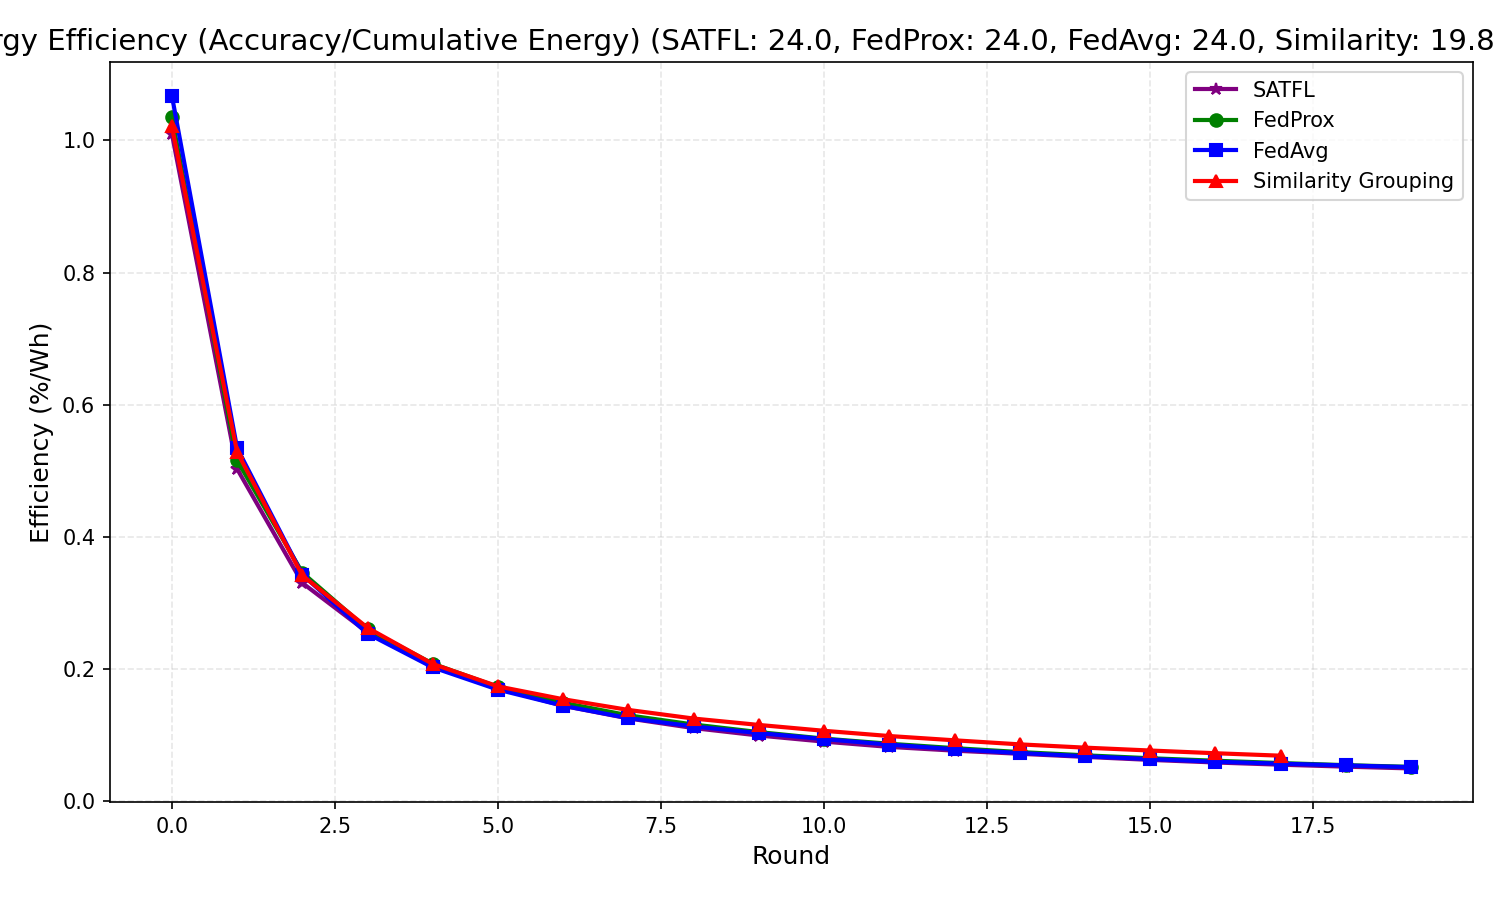 rgy Efficiency (Accuracy/Cumulative Energy) (SATFL: 24.0, FedProx: 24.0, FedAvg: 24.0, Similarity: 19.8
SATFL
FedProx
FedAvg
Similarity Grouping
Efficiency (%/Wh)
1.0
0.8
0.6
0.4
0.2
0.0
0.0 2.5 5.0 7.5 10.0 12.5 15.0 17.5
Round